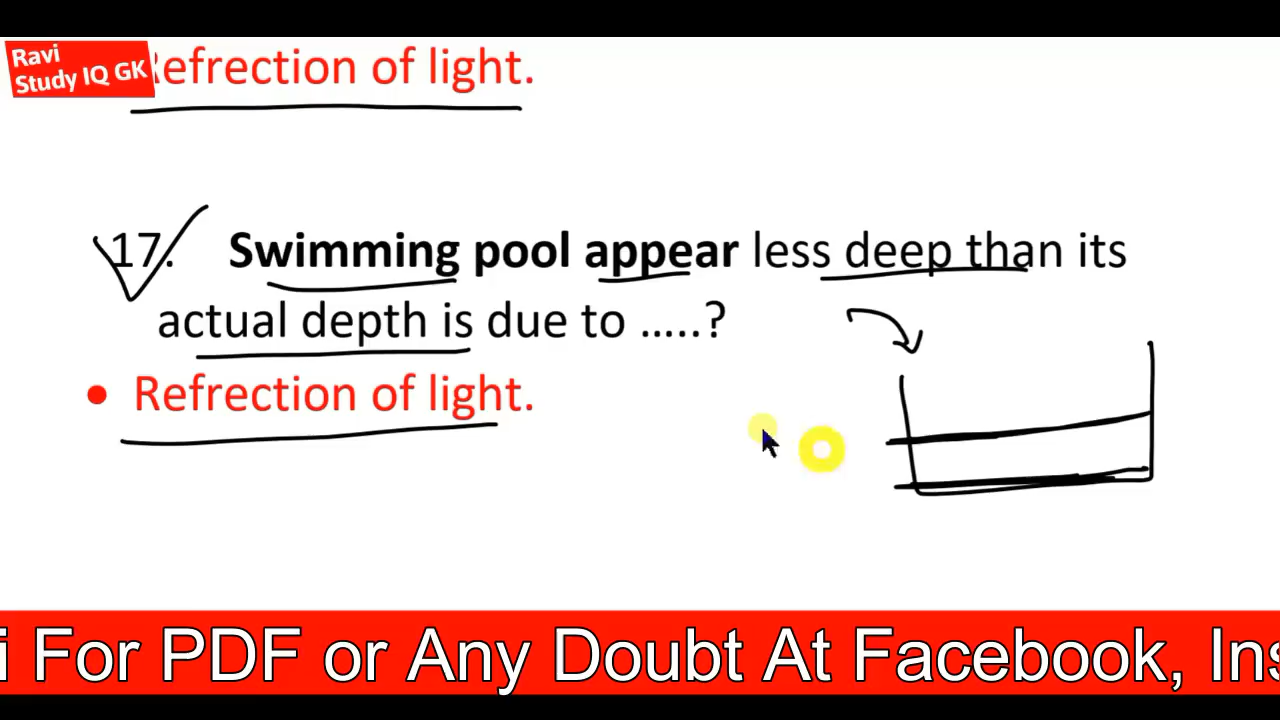 Ravi
Study IQ GK
Refrection of light.
17. Swimming pool appear less deep than its
actual depth is due to .....?
• Refrection of light.
i For PDF or Any Doubt At Facebook, Ins